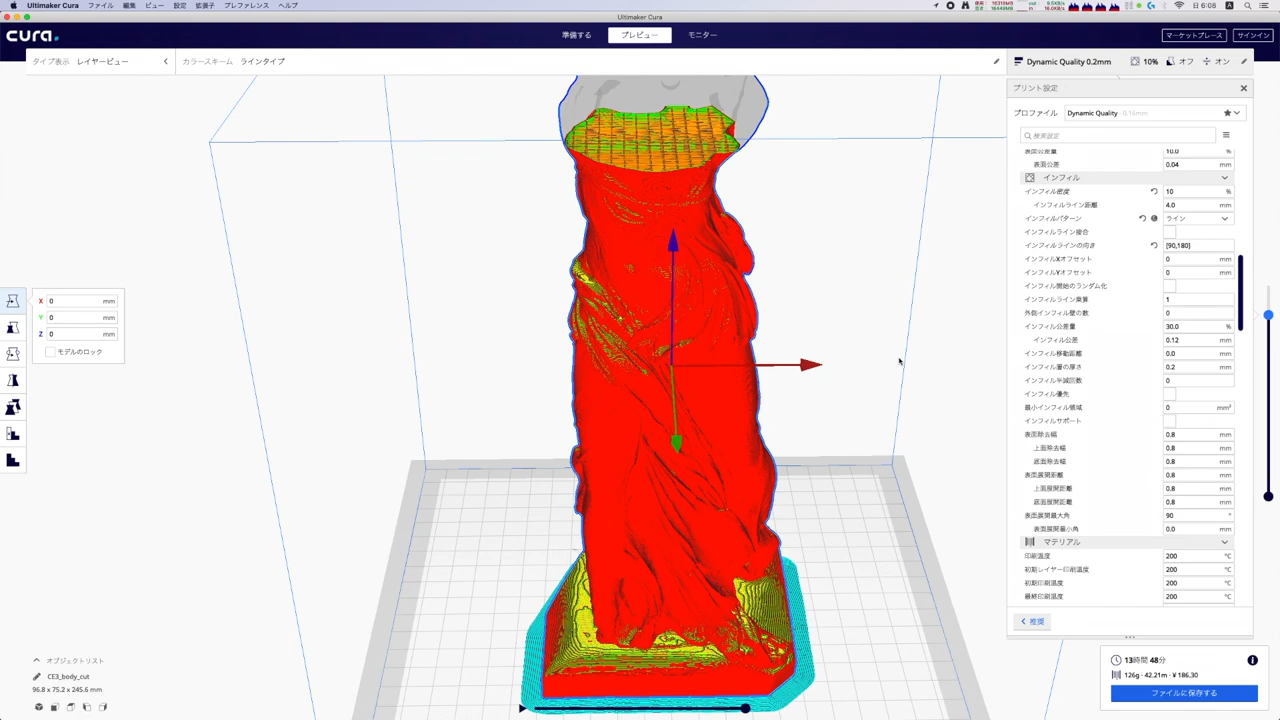 Ultimaker Cura ファイル 編集 ビュー 設定 拡張子 プレファレンス ヘルプ 日 6:08
Ultimaker Cura
cura. 準備する プレビュー モニター マーケットプレース サインイン
タイプ表示 レイヤービュー カラースキーム ラインタイプ Dynamic Quality 0.2mm 10% オフ オン
プリント設定
プロファイル Dynamic Quality - 0.16mm
検索設定
表面公差量 10.0 %
表面公差 0.04 mm
インフィル
インフィル密度 10 %
インフィルライン距離 4.0 mm
インフィルパターン ライン
インフィルライン接合
インフィルラインの向き [90,180]
インフィルXオフセット 0 mm
インフィルYオフセット 0 mm
インフィル開始のランダム化
インフィルライン乗算 1
外側インフィル壁の数 0
インフィル公差量 30.0 %
インフィル公差 0.12 mm
インフィル移動距離 0.0 mm
インフィル層の厚さ 0.2 mm
インフィル半減回数 0
インフィル優先
最小インフィル領域 0 mm²
インフィルサポート
表面除去幅 0.8 mm
上面除去幅 0.8 mm
底面除去幅 0.8 mm
表面展開距離 0.8 mm
上面展開距離 0.8 mm
底面展開距離 0.8 mm
表面展開最大角 90 °
表面展開最小角 0.0 mm
マテリアル
印刷温度 200 °C
初期レイヤー印刷温度 200 °C
初期印刷温度 200 °C
最終印刷温度 200 °C
推奨
X 0 mm
Y 0 mm
Z 0 mm
モデルのロック
オブジェクトリスト
CE3_body_cut
96.8 x 75.2 x 245.6 mm
13時間 48分
126g · 42.21m · ¥ 186.30
ファイルに保存する